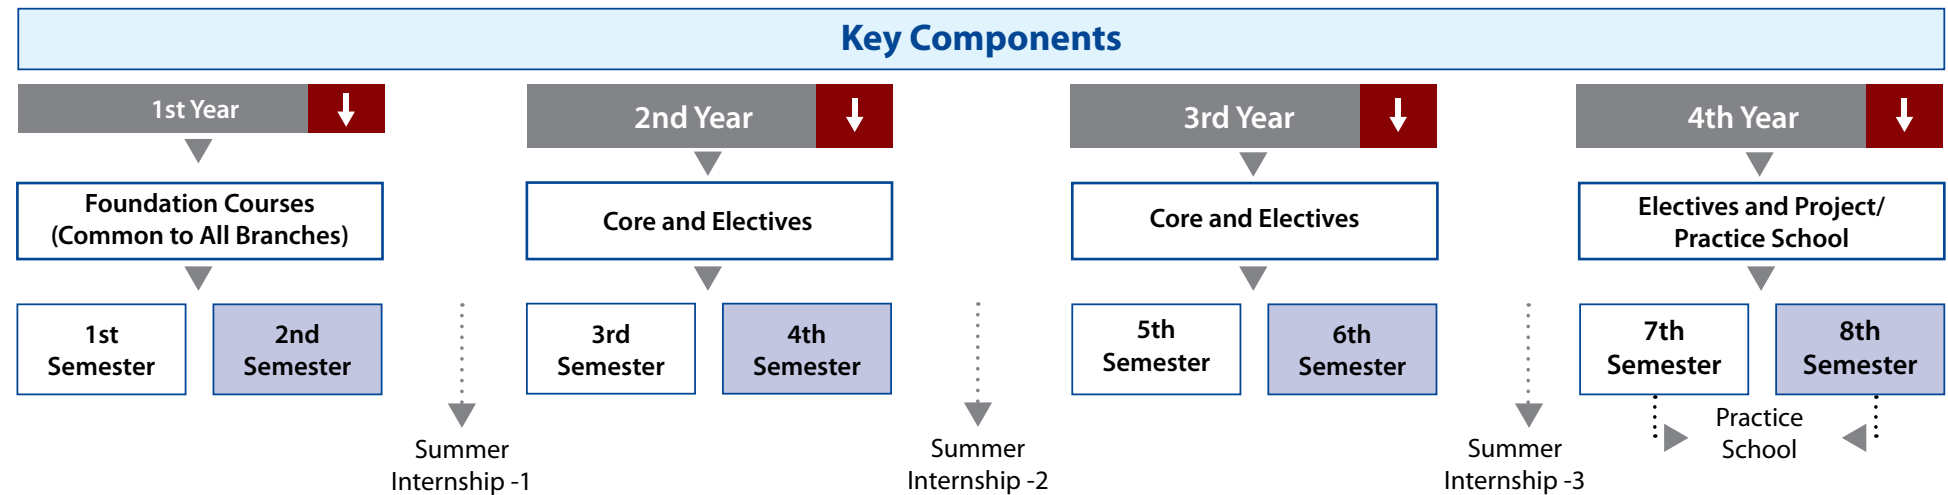 Key Components
1st Year
2nd Year
3rd Year
4th Year
Foundation Courses
(Common to All Branches)
Core and Electives
Core and Electives
Electives and Project/
Practice School
1st
Semester
2nd
Semester
3rd
Semester
4th
Semester
5th
Semester
6th
Semester
7th
Semester
8th
Semester
Summer
Internship -1
Summer
Internship -2
Summer
Internship -3
Practice
School